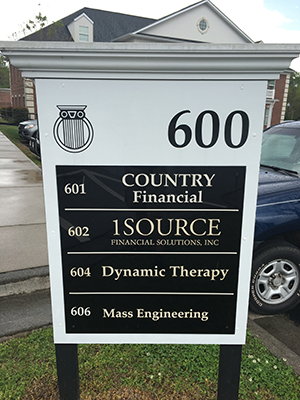 600
601 COUNTRY
Financial
602 1SOURCE
FINANCIAL SOLUTIONS, INC
604 Dynamic Therapy
606 Mass Engineering